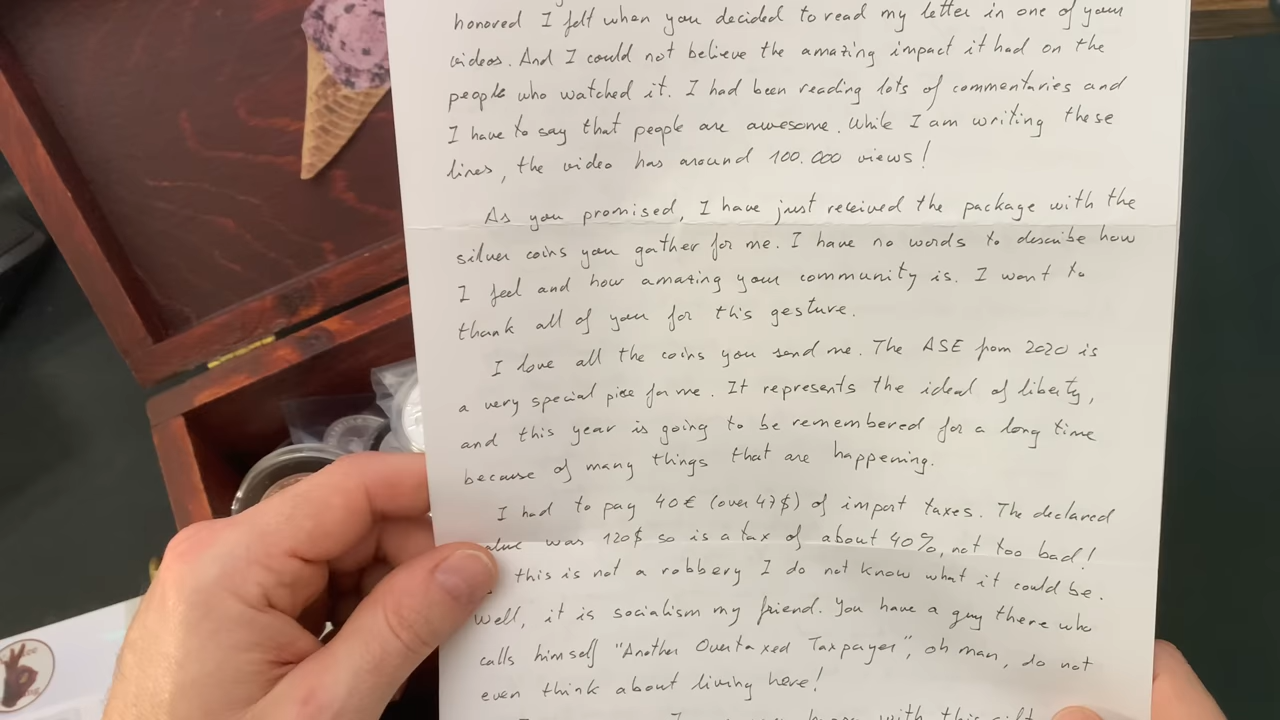 honored I felt when you decided to read my letter in one of your
videos. And I could not believe the amazing impact it had on the
people who watched it. I had been reading lots of commentaries and
I have to say that people are awesome. While I am writing these
lines, the video has around 100.000 views!
As you promised, I have just received the package with the
silver coins you gather for me. I have no words to describe how
I feel and how amazing your community is. I want to
thank all of you for this gesture.
I love all the coins you send me. The ASE from 2020 is
a very special piece for me. It represents the ideal of liberty,
and this year is going to be remembered for a long time
because of many things that are happening.
I had to pay 40€ (over 47$) of import taxes. The declared
value was 120$ so is a tax of about 40%, not too bad!
this is not a robbery I do not know what it could be.
Well, it is socialism my friend. You have a guy there who
calls himself "Another Overtaxed Taxpayer", oh man, do not
even think about living here!
with this gift